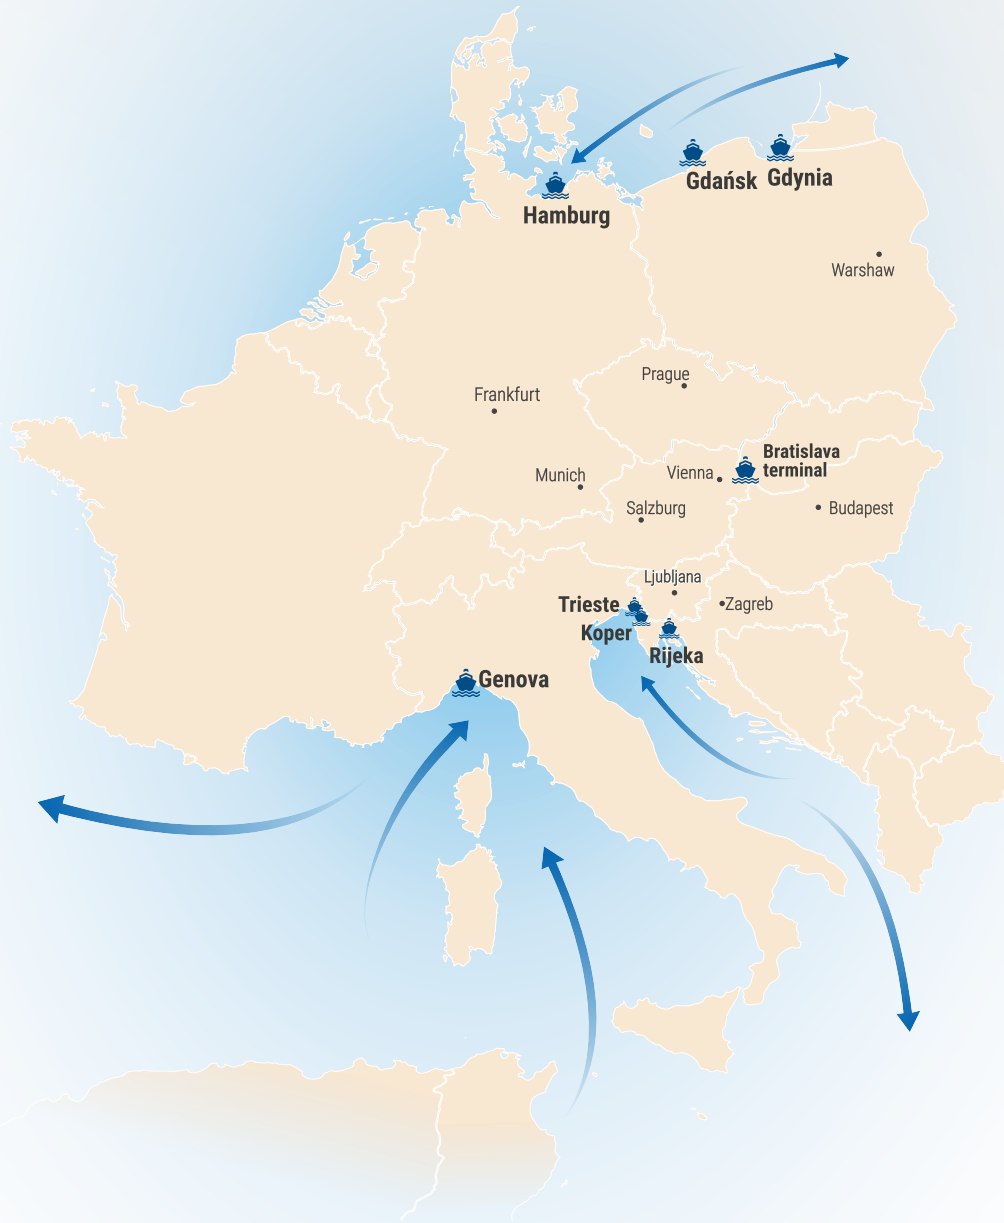 Gdańsk
Gdynia
Hamburg
Warshaw
Prague
Frankfurt
Bratislava
terminal
Vienna
Munich
Salzburg
Budapest
Ljubljana
Trieste
Zagreb
Koper
Rijeka
Genova